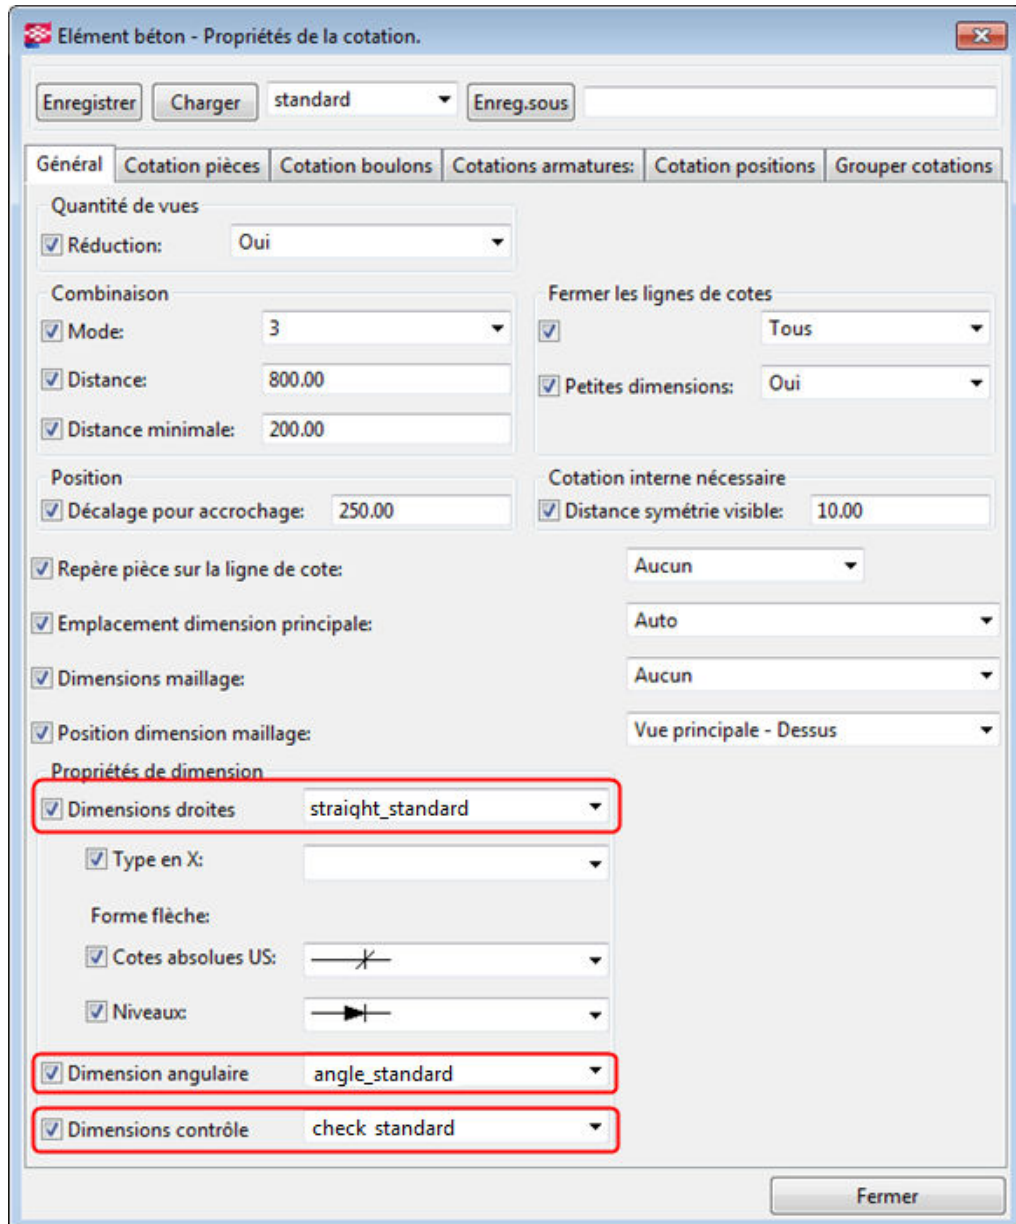 Elément béton - Propriétés de la cotation.
Enregistrer Charger standard Enreg.sous
Général Cotation pièces Cotation boulons Cotations armatures: Cotation positions Grouper cotations
Quantité de vues
Réduction: Oui
Combinaison Fermer les lignes de cotes
Mode: 3 Tous
Distance: 800.00 Petites dimensions: Oui
Distance minimale: 200.00
Position Cotation interne nécessaire
Décalage pour accrochage: 250.00 Distance symétrie visible: 10.00
Repère pièce sur la ligne de cote: Aucun
Emplacement dimension principale: Auto
Dimensions maillage: Aucun
Position dimension maillage: Vue principale - Dessus
Propriétés de dimension
Dimensions droites straight_standard
Type en X:
Forme flèche:
Cotes absolues US:
Niveaux:
Dimension angulaire angle_standard
Dimensions contrôle check standard
Fermer